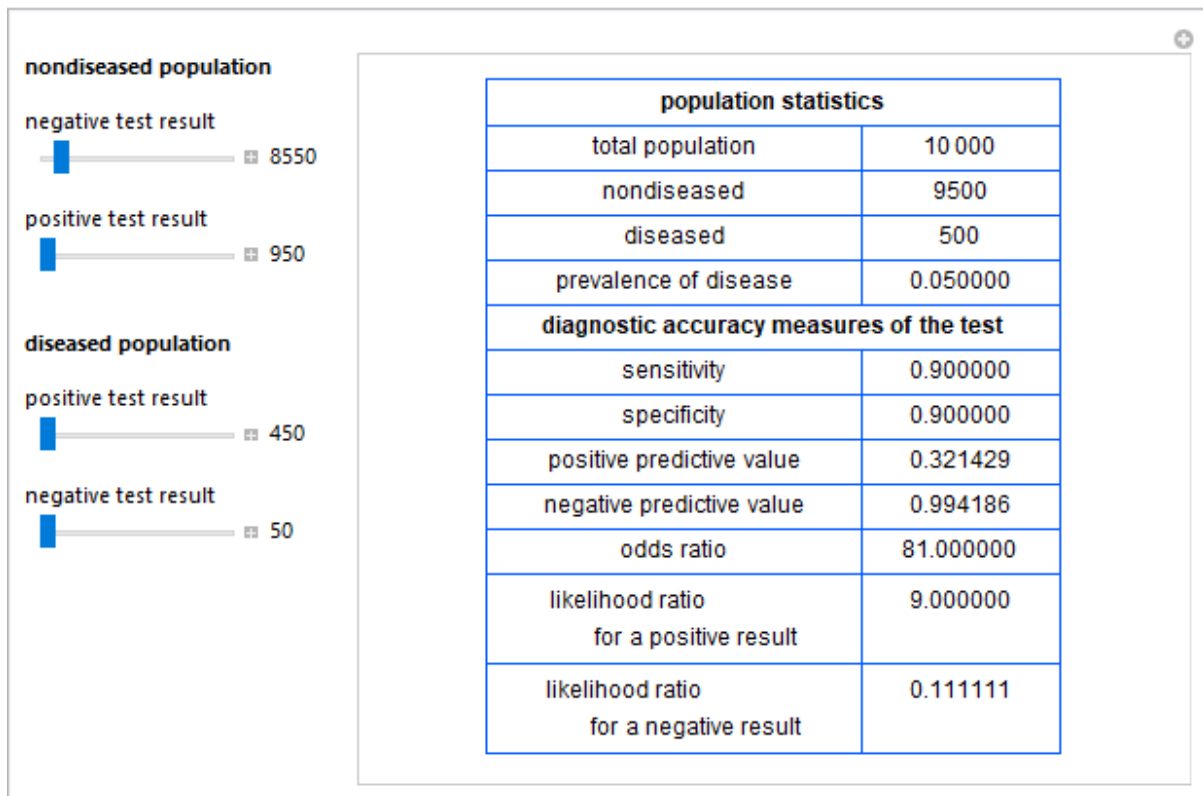 nondiseased population
negative test result
8550
positive test result
950
diseased population
positive test result
450
negative test result
50
population statistics
total population 10 000
nondiseased 9500
diseased 500
prevalence of disease 0.050000
diagnostic accuracy measures of the test
sensitivity 0.900000
specificity 0.900000
positive predictive value 0.321429
negative predictive value 0.994186
odds ratio 81.000000
likelihood ratio 9.000000
for a positive result
likelihood ratio 0.111111
for a negative result